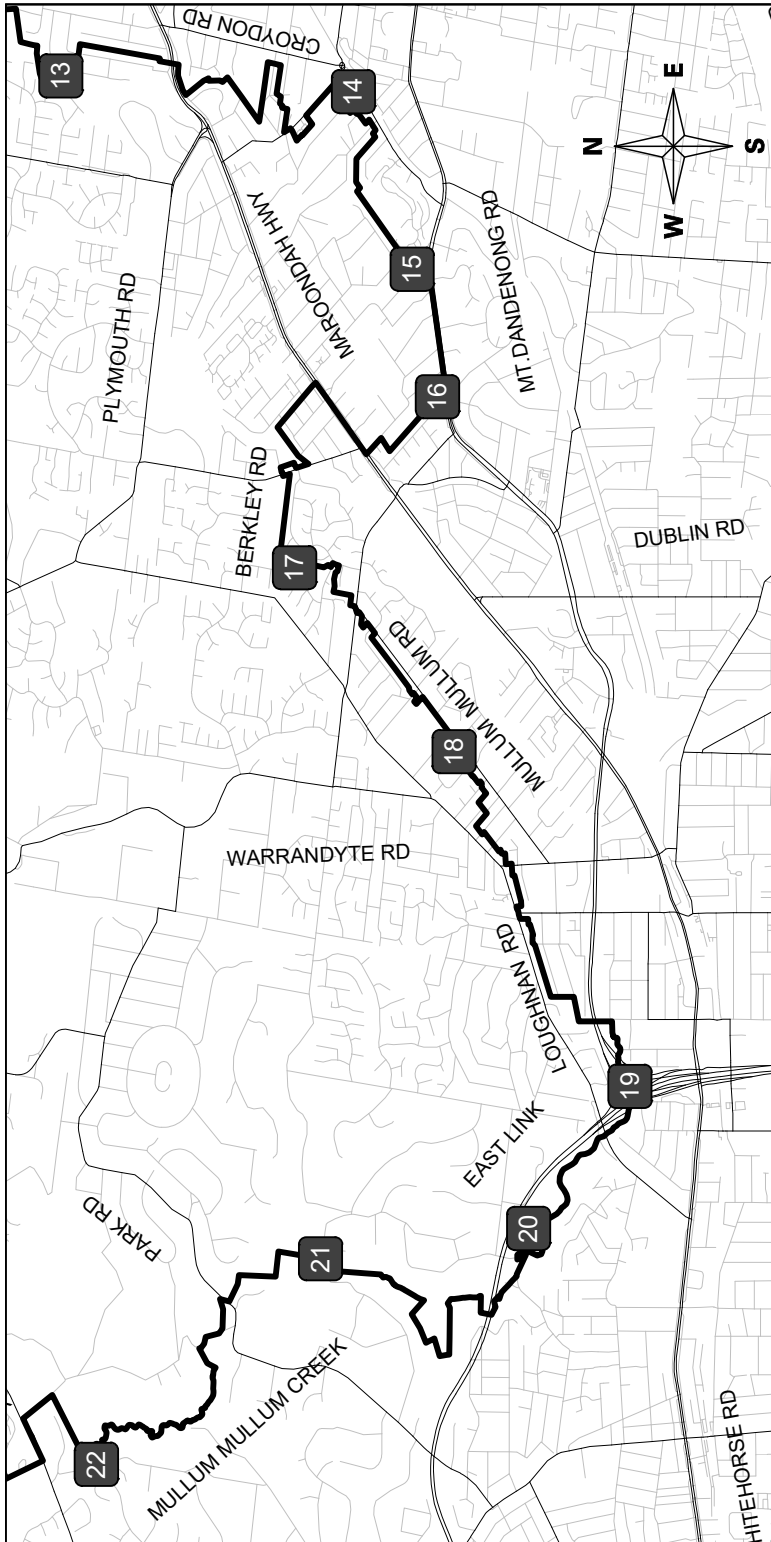 22
13
PARK RD
PLYMOUTH RD
CROYDON RD
MULLUM MULLUM CREEK
BERKLEY RD
MAROONDAH HWY
17
21
WARRANDYTE RD
14
15
16
18
MULLUM MULLUM RD
EAST LINK
LOUGHNAN RD
MT. DANDENONG RD
20
19
N
W
E
S
DUBLIN RD
HITEHORSE RD